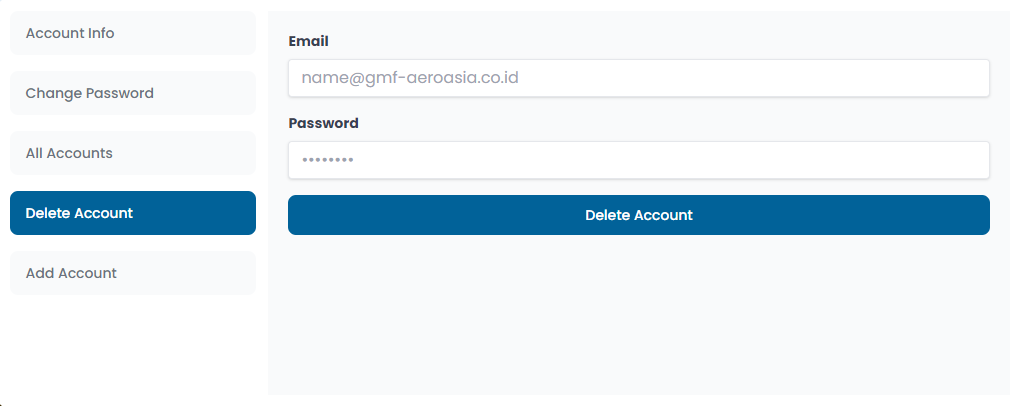 Account Info
Change Password
All Accounts
Delete Account
Add Account
Email
name@gmf-aeroasia.co.id
Password
••••••••
Delete Account